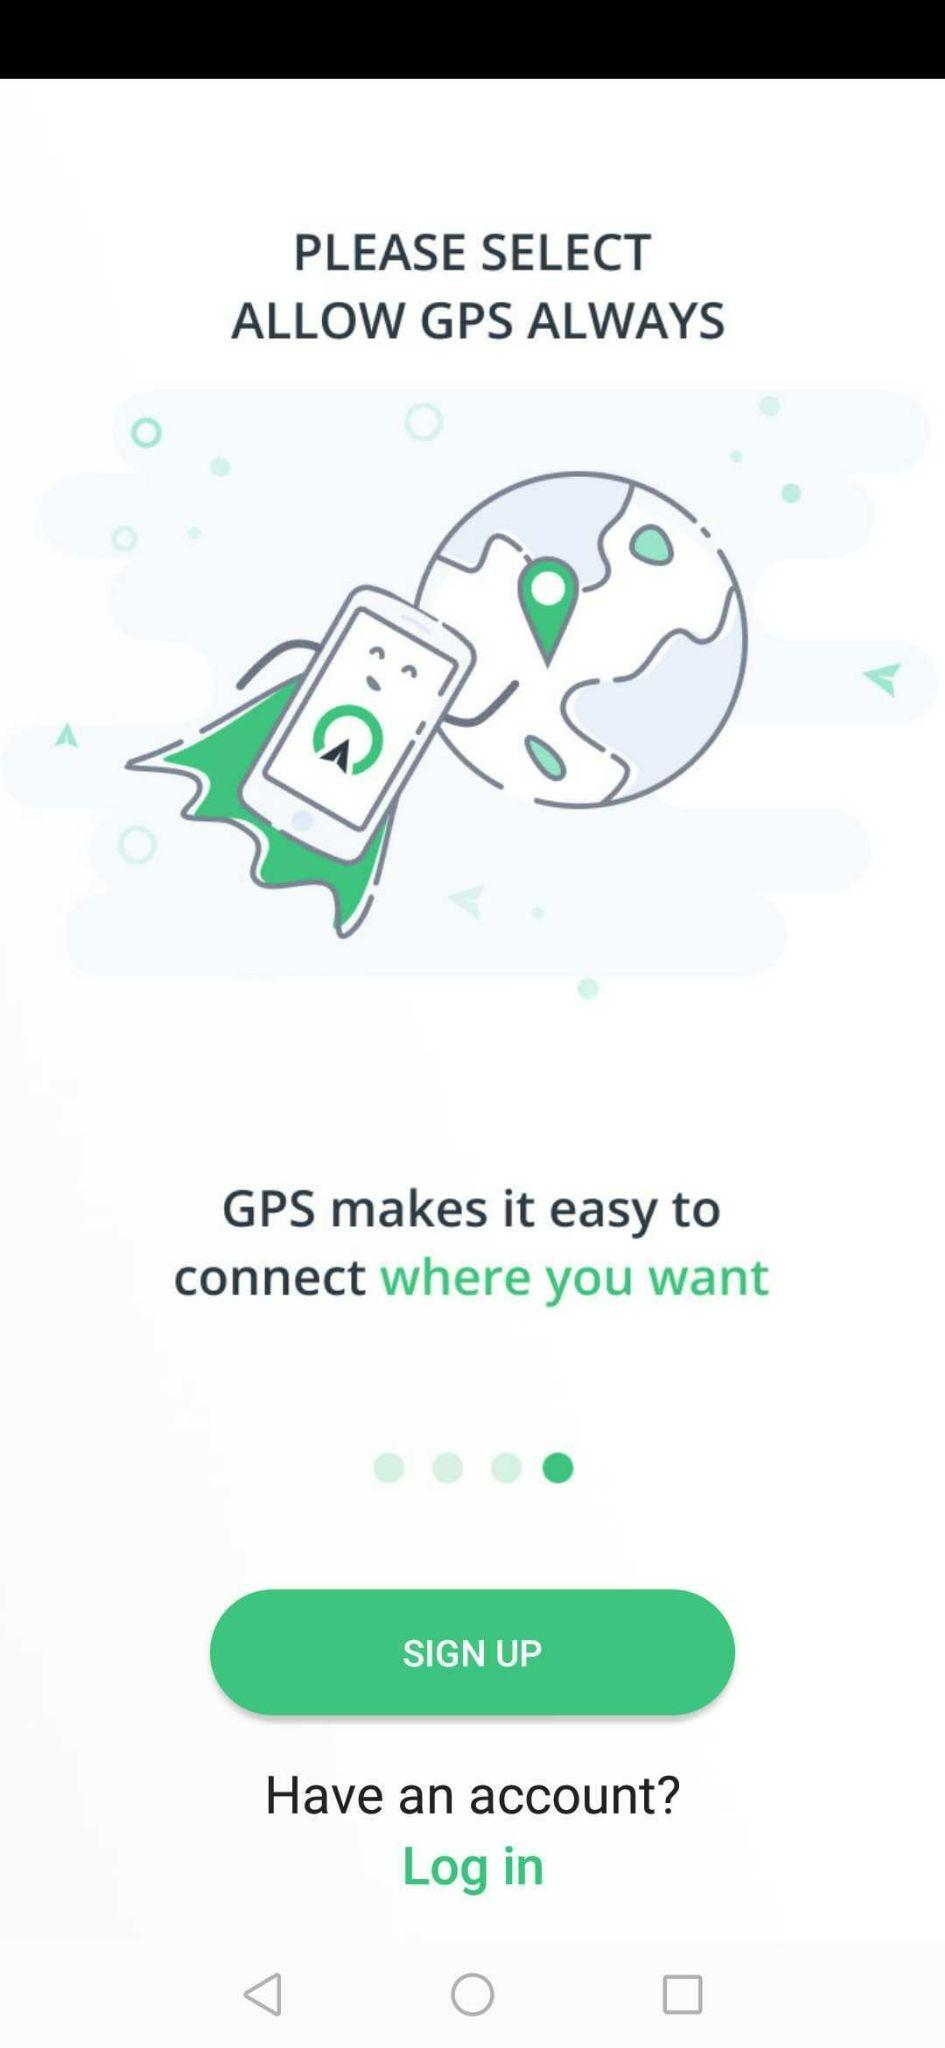 PLEASE SELECT
ALLOW GPS ALWAYS
GPS makes it easy to
connect where you want
SIGN UP
Have an account?
Log in